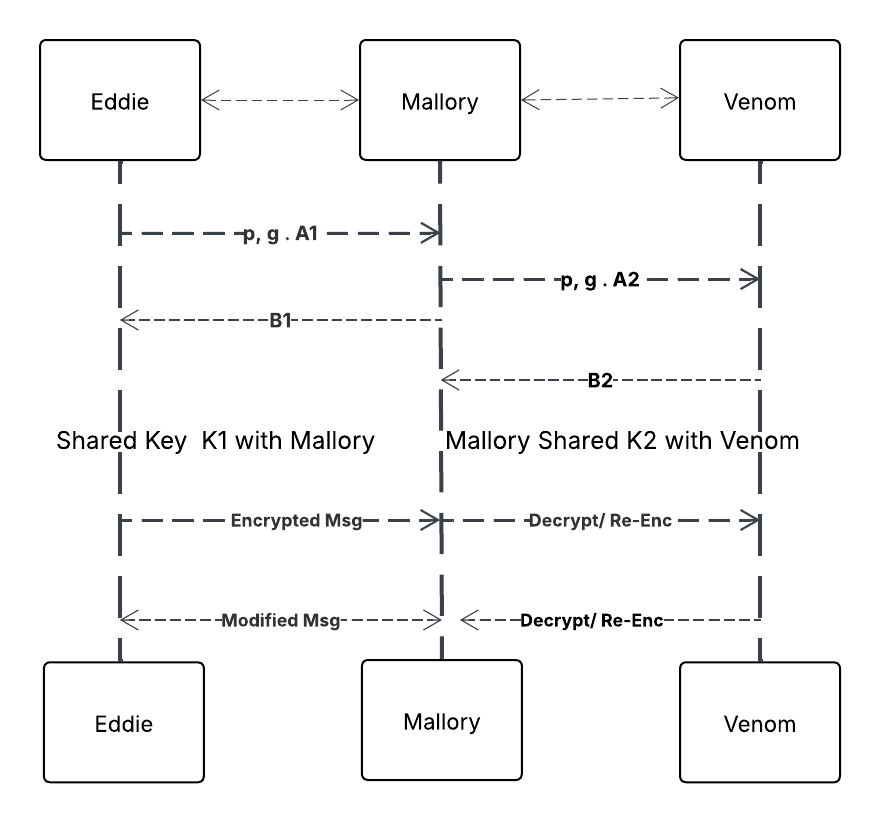 Eddie
Mallory
Venom
p, g . A1
p, g . A2
B1
B2
Shared Key  K1 with Mallory
Mallory Shared K2 with Venom
Encrypted Msg
Decrypt/ Re-Enc
Modified Msg
Decrypt/ Re-Enc
Eddie
Mallory
Venom